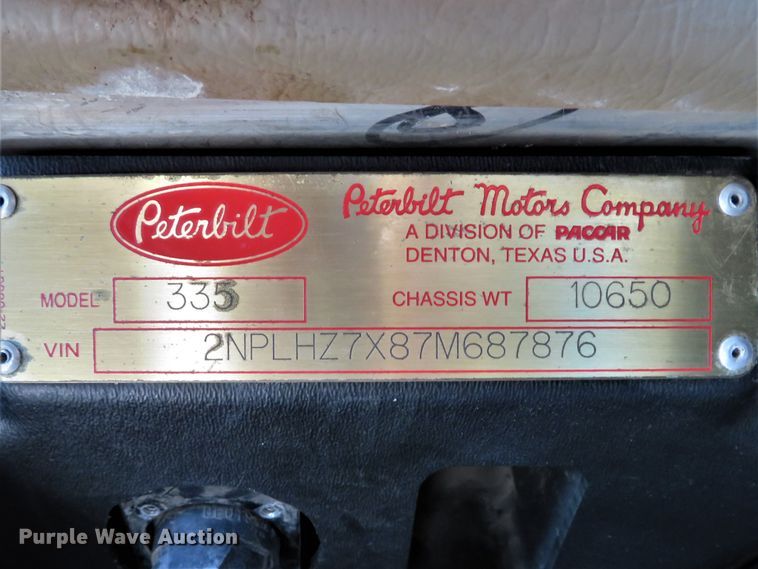 Peterbilt
Peterbilt Motors Company
A DIVISION OF PACCAR
DENTON, TEXAS U.S.A.
MODEL 335 CHASSIS WT 10650
VIN 2NPLHZ7X87M687876
Purple Wave Auction